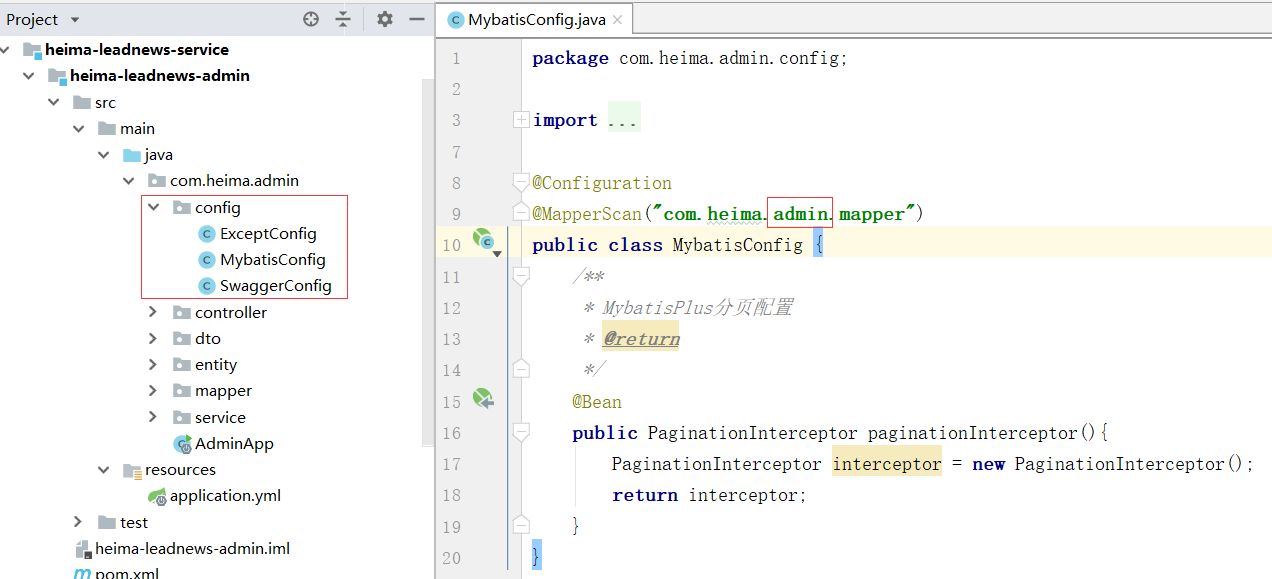 Project
heima-leadnews-service
heima-leadnews-admin
src
main
java
com.heima.admin
config
ExceptConfig
MybatisConfig
SwaggerConfig
controller
dto
entity
mapper
service
AdminApp
resources
application.yml
test
heima-leadnews-admin.iml
pom.xml
MybatisConfig.java
1 package com.heima.admin.config;
2
3 import ...
7
8 @Configuration
9 @MapperScan("com.heima.admin.mapper")
10 public class MybatisConfig {
11 /**
12 * MybatisPlus分页配置
13 * @return
14 */
15 @Bean
16 public PaginationInterceptor paginationInterceptor(){
17 PaginationInterceptor interceptor = new PaginationInterceptor();
18 return interceptor;
19 }
20 }